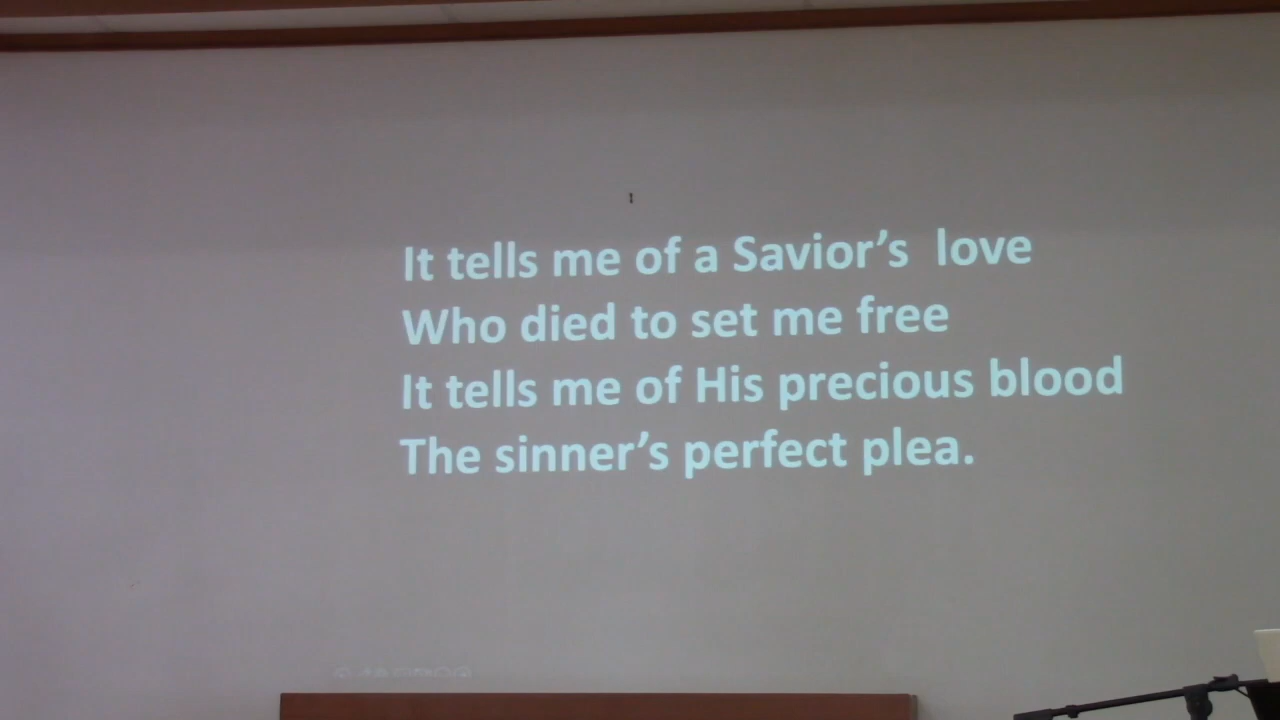 It tells me of a Savior’s  love
Who died to set me free
It tells me of His precious blood
The sinner’s perfect plea.